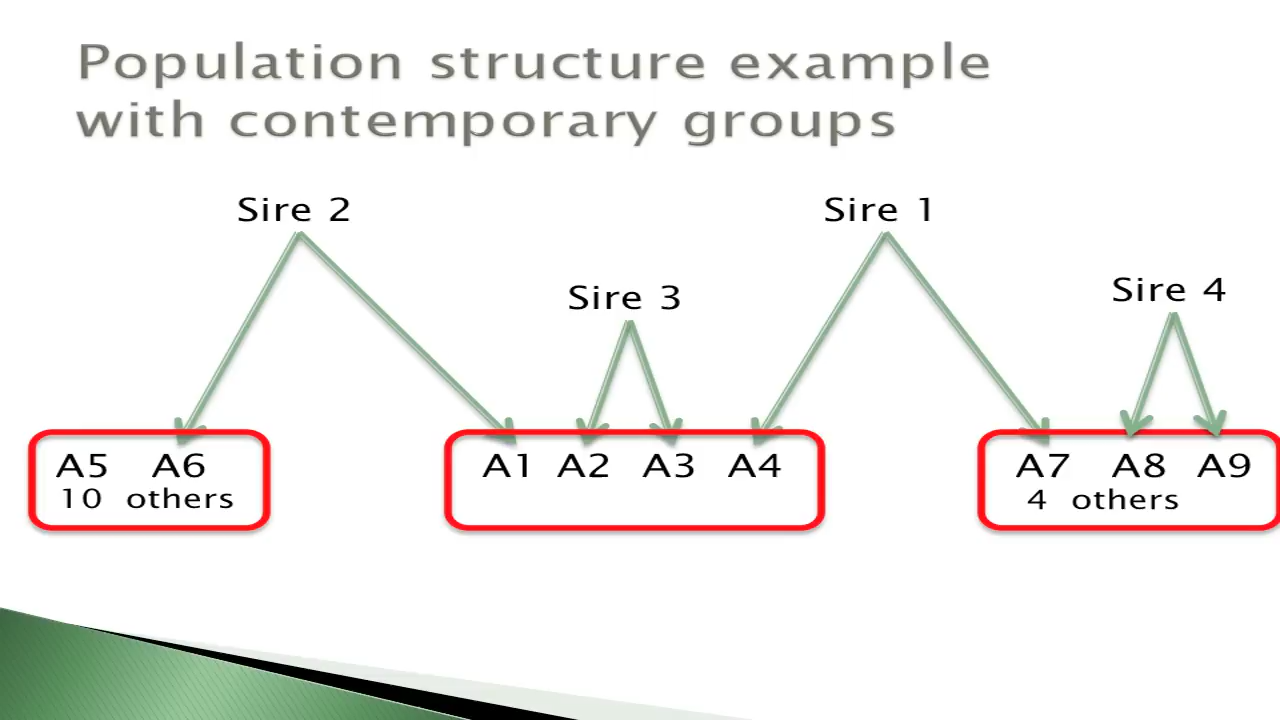 Population structure example
with contemporary groups
Sire 2
Sire 1
Sire 3
Sire 4
A5 A6
10 others
A1 A2 A3 A4
A7 A8 A9
4 others